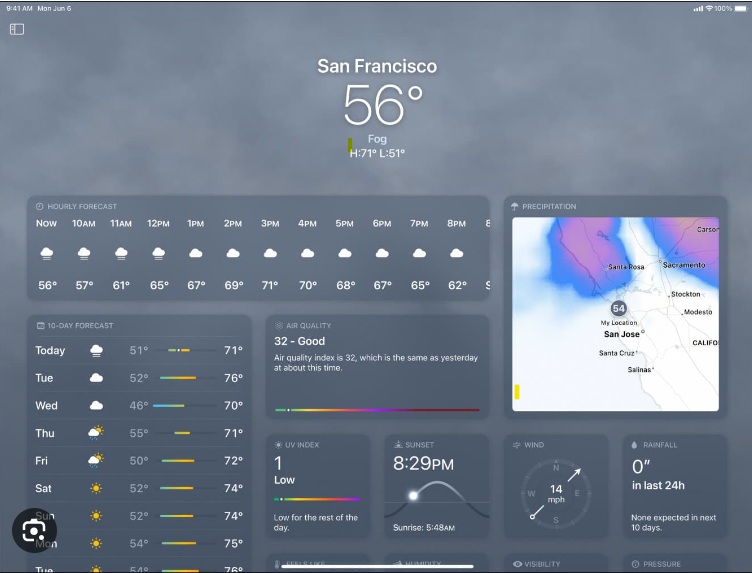 9:41 AM Mon Jun 6
100%
San Francisco
56°
Fog
H:71° L:51°
HOURLY FORECAST
Now 10AM 11AM 12PM 1PM 2PM 3PM 4PM 5PM 6PM 7PM 8PM
56° 57° 61° 65° 67° 69° 71° 70° 68° 67° 65° 62°
PRECIPITATION
Carson
Santa Rosa
Sacramento
Stockton
54
Modesto
My Location
San Jose
CALIFO
Santa Cruz
Salinas
10-DAY FORECAST
Today 51° 71°
Tue 52° 76°
Wed 46° 70°
Thu 55° 71°
Fri 50° 72°
Sat 52° 74°
Sun 52° 74°
Mon 54° 75°
Tue 54° 76°
AIR QUALITY
32 - Good
Air quality index is 32, which is the same as yesterday
at about this time.
UV INDEX
1
Low
Low for the rest of the
day.
SUNSET
8:29PM
Sunrise: 5:48AM
WIND
N
W
E
S
14
mph
RAINFALL
0"
in last 24h
None expected in next
10 days.
FEELS LIKE
HUMIDITY
VISIBILITY
PRESSURE